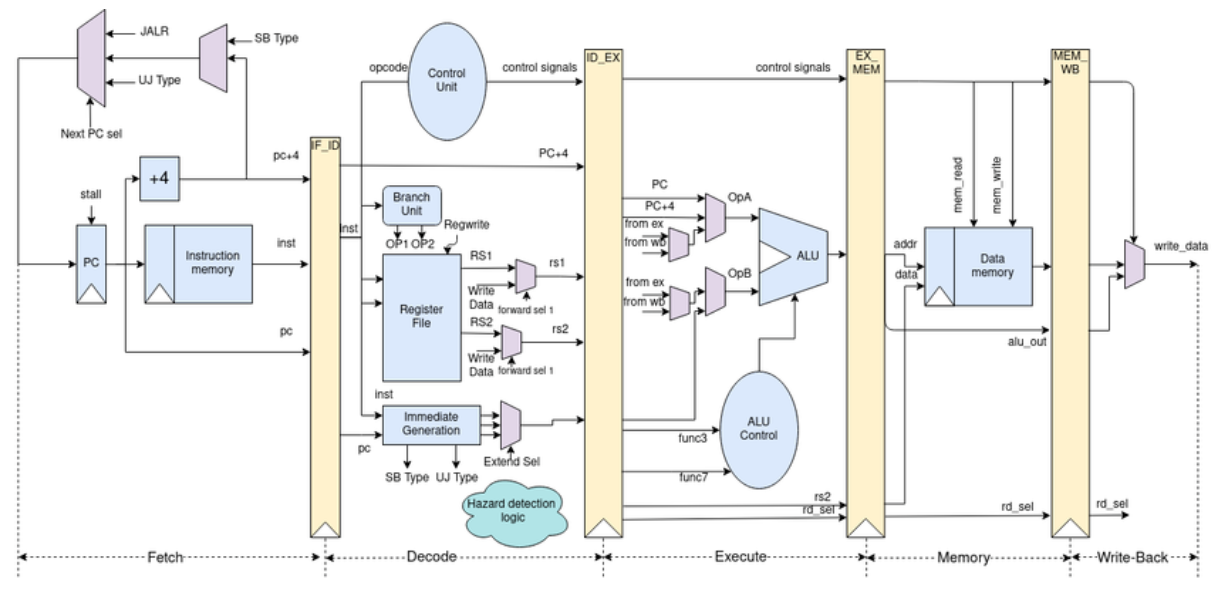 JALR
SB Type
UJ Type
Next PC sel
stall
PC
+4
pc+4
Instruction
memory
inst
pc
IF_ID
opcode
Control
Unit
control signals
PC+4
Branch
Unit
inst
OP1 OP2
Regwrite
Register
File
RS1
Write
Data
rs1
forward sel 1
RS2
Write
Data
rs2
forward sel 1
inst
Immediate
Generation
pc
SB Type
UJ Type
Extend Sel
Hazard detection
logic
ID_EX
control signals
PC
PC+4
OpA
from ex
from wb
OpB
from ex
from wb
ALU
ALU
Control
func3
func7
rs2
rd_sel
EX_
MEM
mem_read
mem_write
addr
data
Data
memory
alu_out
rd_sel
MEM_
WB
write_data
rd_sel
Fetch
Decode
Execute
Memory
Write-Back